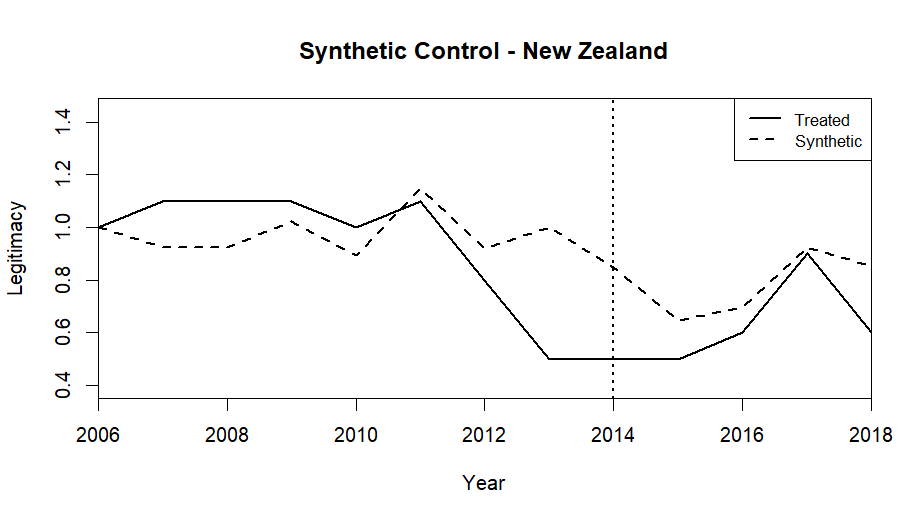 Synthetic Control - New Zealand
Treated
Synthetic
Legitimacy
1.4
1.2
1.0
0.8
0.6
0.4
2006 2008 2010 2012 2014 2016 2018
Year